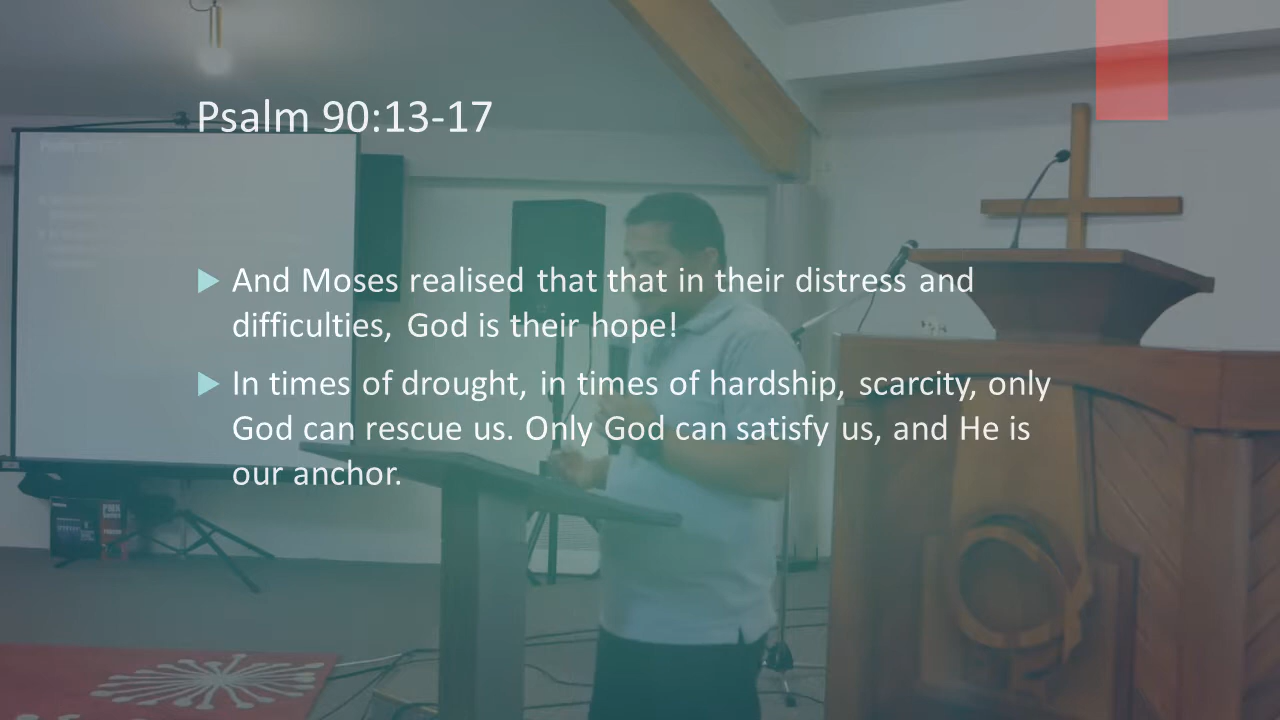 Psalm 90:13-17
And Moses realised that that in their distress and
difficulties, God is their hope!
In times of drought, in times of hardship, scarcity, only
God can rescue us. Only God can satisfy us, and He is
our anchor.